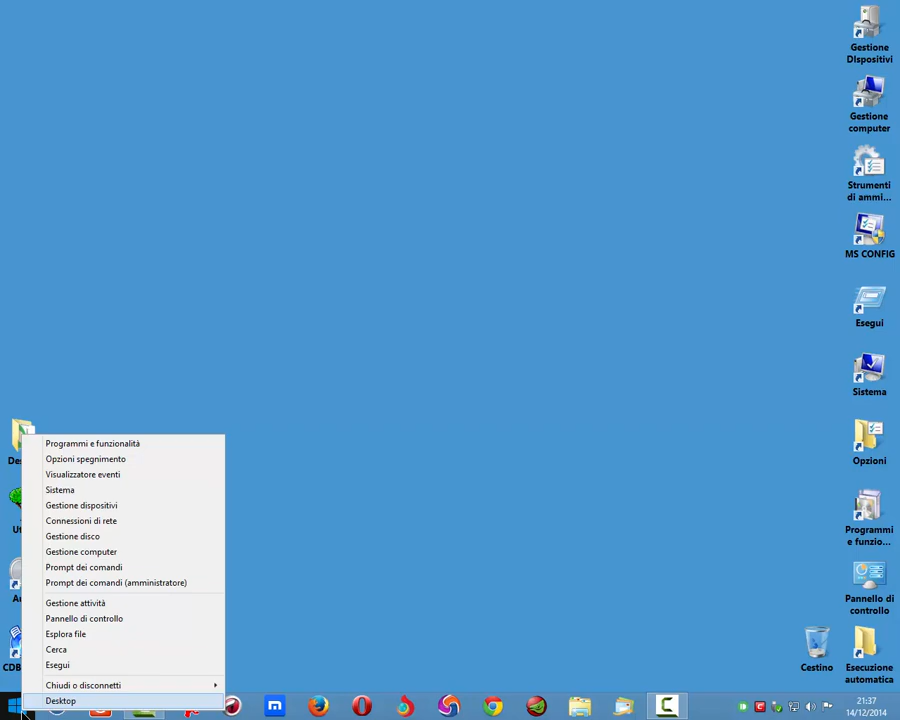 Gestione
DIspositivi
Gestione
computer
Strumenti
di ammi...
MS CONFIG
Esegui
Sistema
Opzioni
Programmi
e funzio...
Pannello di
controllo
Cestino
Esecuzione
automatica
Programmi e funzionalità
Opzioni spegnimento
Visualizzatore eventi
Sistema
Gestione dispositivi
Connessioni di rete
Gestione disco
Gestione computer
Prompt dei comandi
Prompt dei comandi (amministratore)
Gestione attività
Pannello di controllo
Esplora file
Cerca
Esegui
Chiudi o disconnetti
Desktop
21:37
14/12/2014